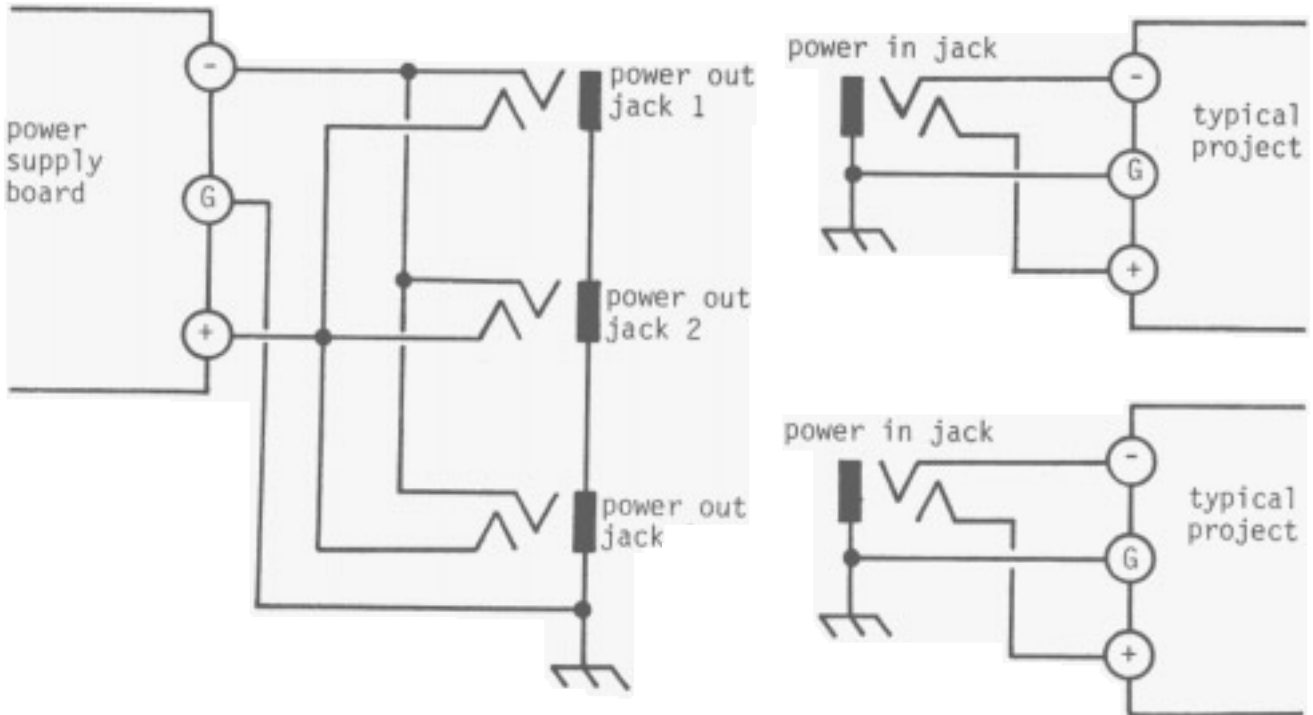 -
power
supply
board
G
+
power out
jack 1
power out
jack 2
power out
jack
power in jack
-
typical
project
G
+
power in jack
-
typical
project
G
+